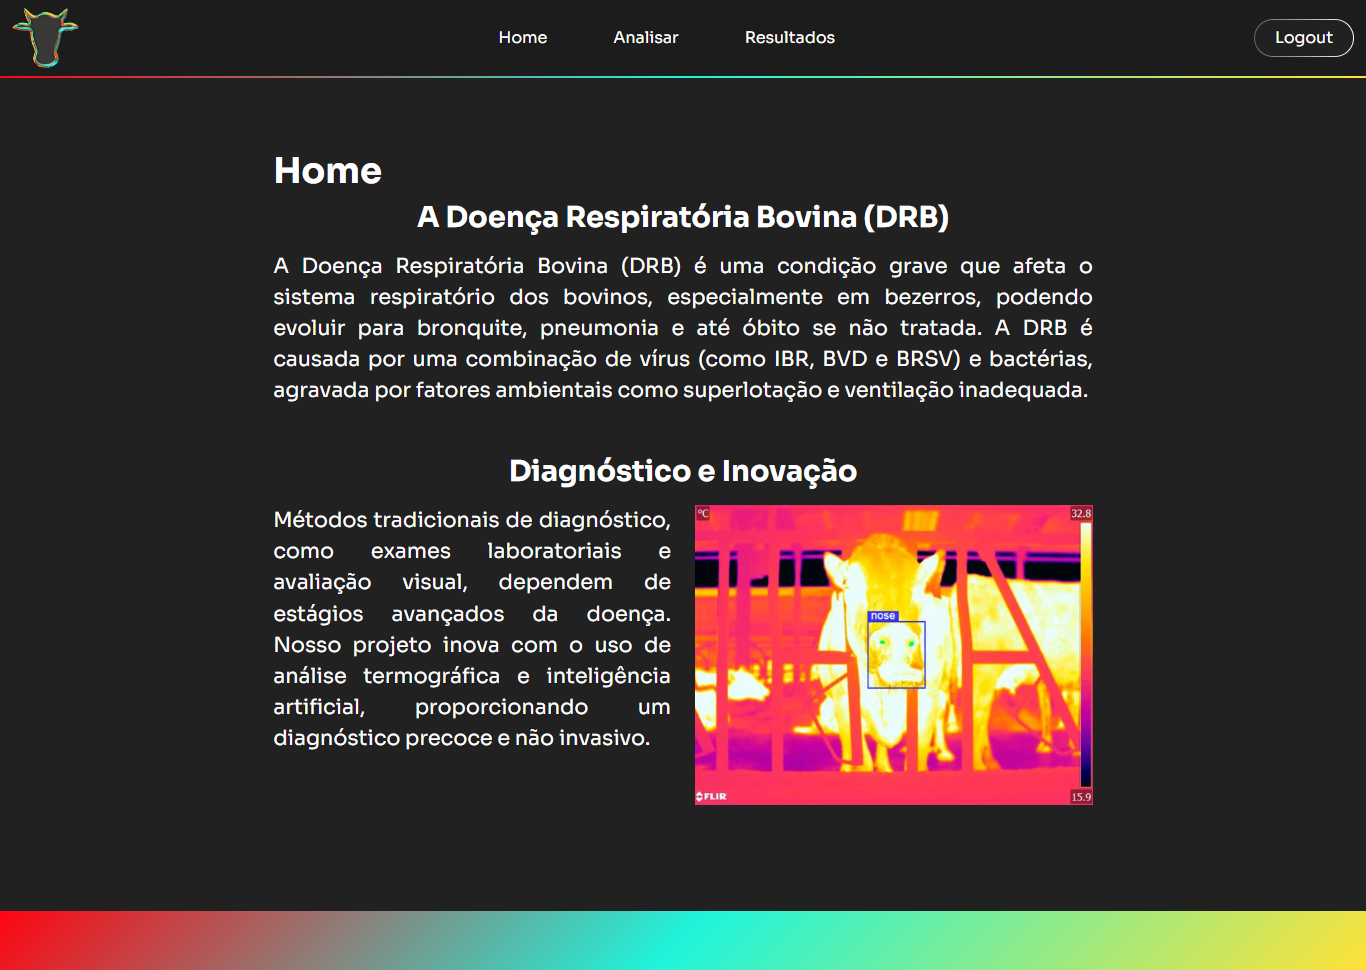 Home
Analisar
Resultados
Logout
Home
A Doença Respiratória Bovina (DRB)
A Doença Respiratória Bovina (DRB) é uma condição grave que afeta o
sistema respiratório dos bovinos, especialmente em bezerros, podendo
evoluir para bronquite, pneumonia e até óbito se não tratada. A DRB é
causada por uma combinação de vírus (como IBR, BVD e BRSV) e bactérias,
agravada por fatores ambientais como superlotação e ventilação inadequada.
Diagnóstico e Inovação
Métodos tradicionais de diagnóstico,
como exames laboratoriais e
avaliação visual, dependem de
estágios avançados da doença.
Nosso projeto inova com o uso de
análise termográfica e inteligência
artificial, proporcionando um
diagnóstico precoce e não invasivo.
°C
32.8
nose
FLIR
15.9